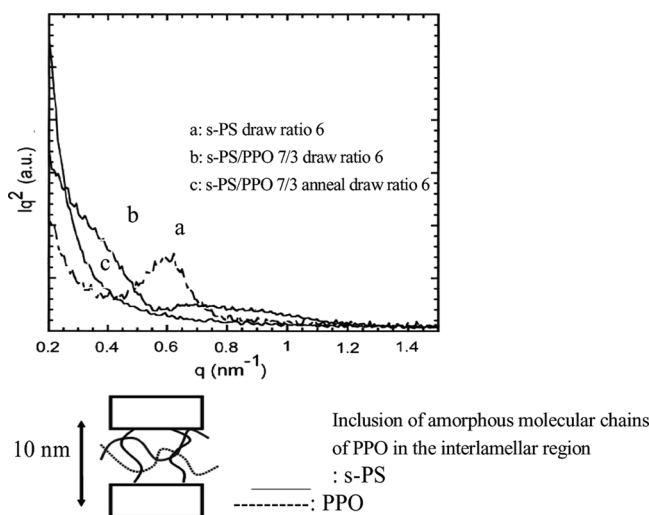 Iq² (a.u.)
a: s-PS draw ratio 6
b: s-PS/PPO 7/3 draw ratio 6
c: s-PS/PPO 7/3 anneal draw ratio 6
b
a
c
0.2 0.4 0.6 0.8 1 1.2 1.4
q (nm⁻¹)
10 nm
Inclusion of amorphous molecular chains
of PPO in the interlamellar region
: s-PS
: PPO